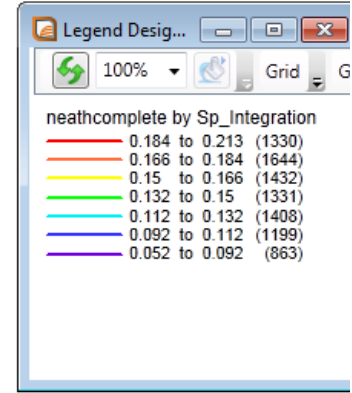 Legend Desig...
100% Grid G
neathcomplete by Sp_Integration
0.184 to 0.213 (1330)
0.166 to 0.184 (1644)
0.15 to 0.166 (1432)
0.132 to 0.15 (1331)
0.112 to 0.132 (1408)
0.092 to 0.112 (1199)
0.052 to 0.092 (863)